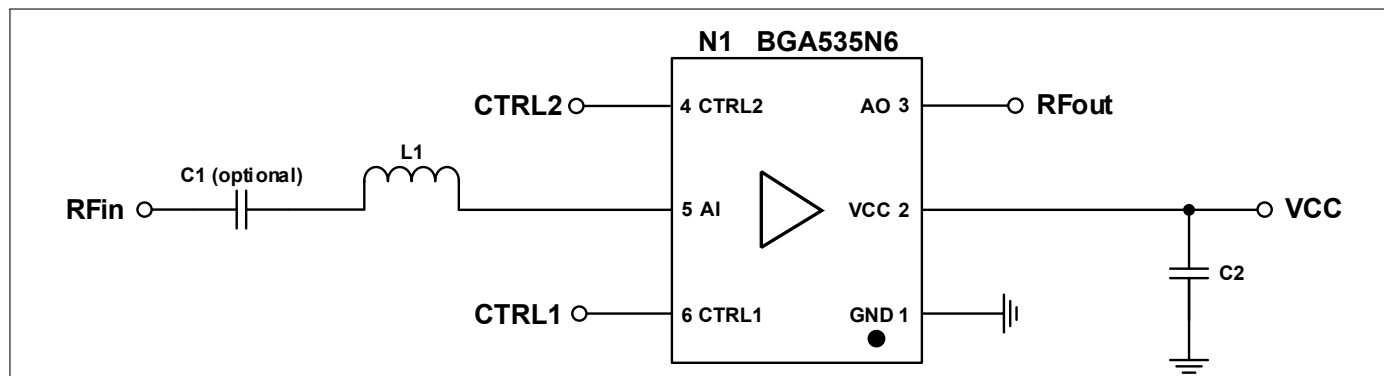 N1 BGA535N6
CTRL2
4 CTRL2
AO 3
RFout
C1 (optional)
L1
RFin
5 AI
VCC 2
VCC
C2
CTRL1
6 CTRL1
GND 1